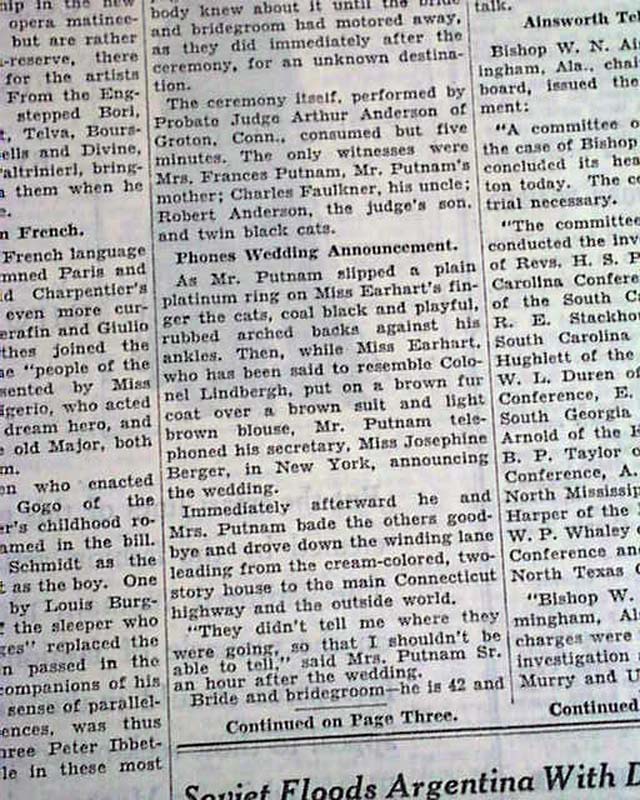 hip in the new
opera matinee-
but are rather
-reserve, there
for the artists
From the Eng-
stepped Bori,
t, Telva, Bours-
ells and Divine,
altrinieri, bring-
them when he
e.
n French.
French language
mned Paris and
d Charpentier's
even more cur-
erafin and Giulio
thes joined the
he "people of the
sented by Miss
igerio, who acted
dream hero, and
e old Major, both
m.
en who enacted
Gogo of the
er's childhood ro-
amed in the bill.
Schmidt as the
t as the boy. One
by Louis Burg-
f the sleeper who
ges" replaced the
n passed in the
companions of his
sense of parallel-
ences, was thus
hree Peter Ibbet-
le in these most
body knew about it until the bride
and bridegroom had motored away,
as they did immediately after the
ceremony, for an unknown destina-
tion.
The ceremony itself, performed by
Probate Judge Arthur Anderson of
Groton, Conn., consumed but five
minutes. The only witnesses were
Mrs. Frances Putnam, Mr. Putnam's
mother; Charles Faulkner, his uncle;
Robert Anderson, the judge's son,
and twin black cats.
Phones Wedding Announcement.
As Mr. Putnam slipped a plain
platinum ring on Miss Earhart's fin-
ger the cats, coal black and playful,
rubbed arched backs against his
ankles. Then, while Miss Earhart,
who has been said to resemble Colo-
nel Lindbergh, put on a brown fur
coat over a brown suit and light
brown blouse, Mr. Putnam tele-
phoned his secretary, Miss Josephine
Berger, in New York, announcing
the wedding.
Immediately afterward he and
Mrs. Putnam bade the others good-
bye and drove down the winding lane
leading from the cream-colored, two-
story house to the main Connecticut
highway and the outside world.
"They didn't tell me where they
were going, so that I shouldn't be
able to tell," said Mrs. Putnam Sr.
an hour after the wedding.
Bride and bridegroom—he is 42 and
Continued on Page Three.
talk.
Ainsworth Te
Bishop W. N. Ai
ingham, Ala., chai
board, issued the
ment:
"A committee o
the case of Bishop
concluded its hea
ton today. The co
trial necessary.
"The committee
conducted the inv
of Revs. H. S. P
Carolina Confere
of the South C
R. E. Stackhou
South Carolina
Hughlett of the
W. L. Duren of
Conference, E.
South Georgia
Arnold of the
B. P. Taylor o
Conference, A.
North Mississip
Harper of the
W. P. Whaley
Conference and
North Texas C
"Bishop W.
mingham, Al
charges were
investigation
Murry and U
Continued
Soviet Floods Argentina With D